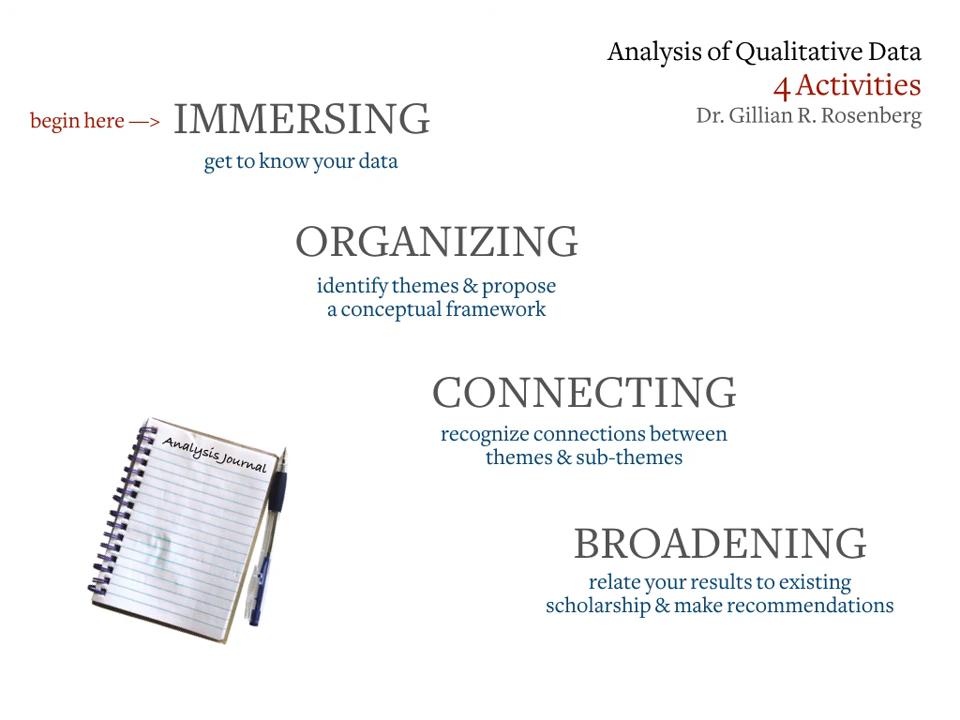 Analysis of Qualitative Data
4 Activities
Dr. Gillian R. Rosenberg
begin here —> IMMERSING
get to know your data
ORGANIZING
identify themes & propose
a conceptual framework
CONNECTING
recognize connections between
themes & sub-themes
Analysis Journal
BROADENING
relate your results to existing
scholarship & make recommendations